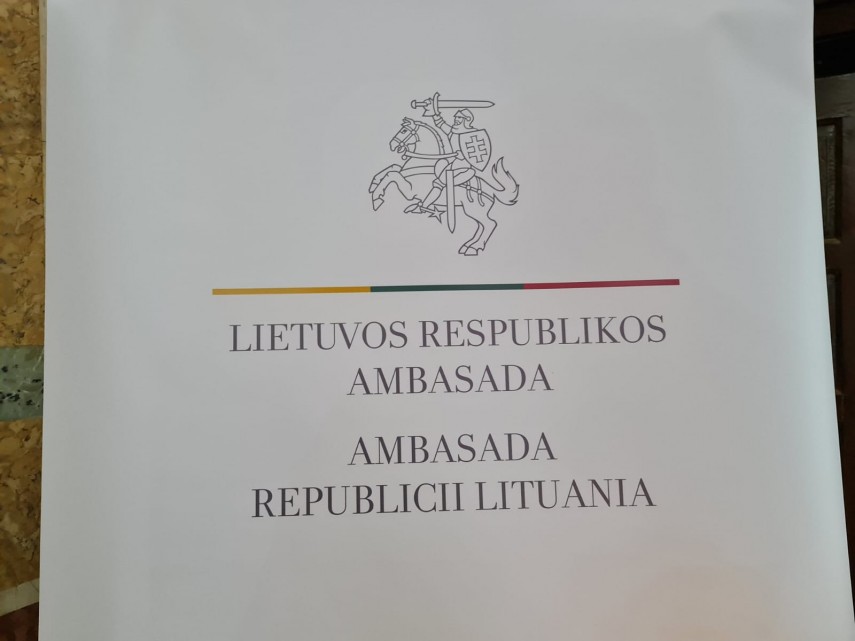 LIETUVOS RESPUBLIKOS
AMBASADA
AMBASADA
REPUBLICII LITUANIA